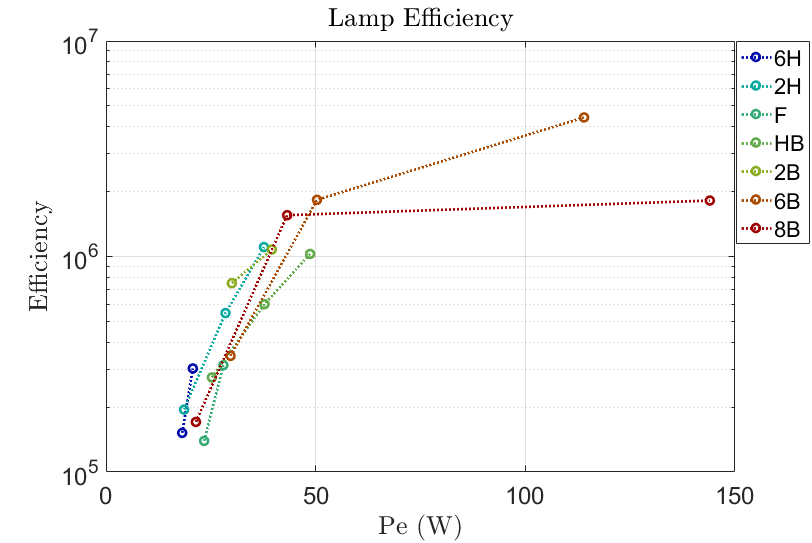 Lamp Efficiency
10^7
10^6
10^5
Efficiency
0 50 100 150
Pe (W)
6H
2H
F
HB
2B
6B
8B